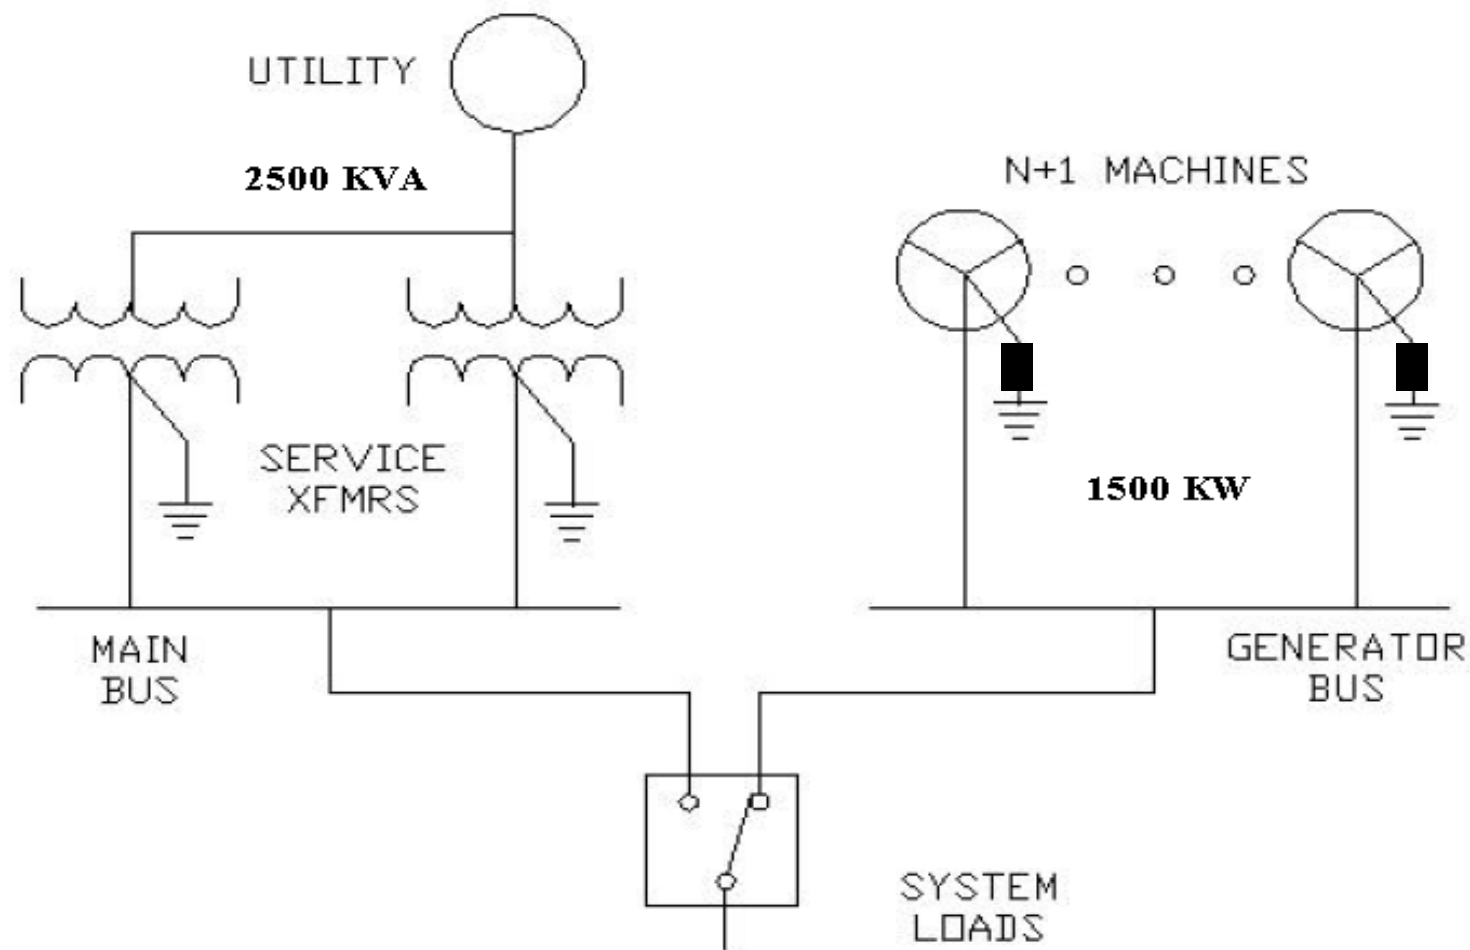 UTILITY
2500 KVA
N+1 MACHINES
SERVICE
XFMRS
1500 KW
MAIN
BUS
GENERATOR
BUS
SYSTEM
LOADS